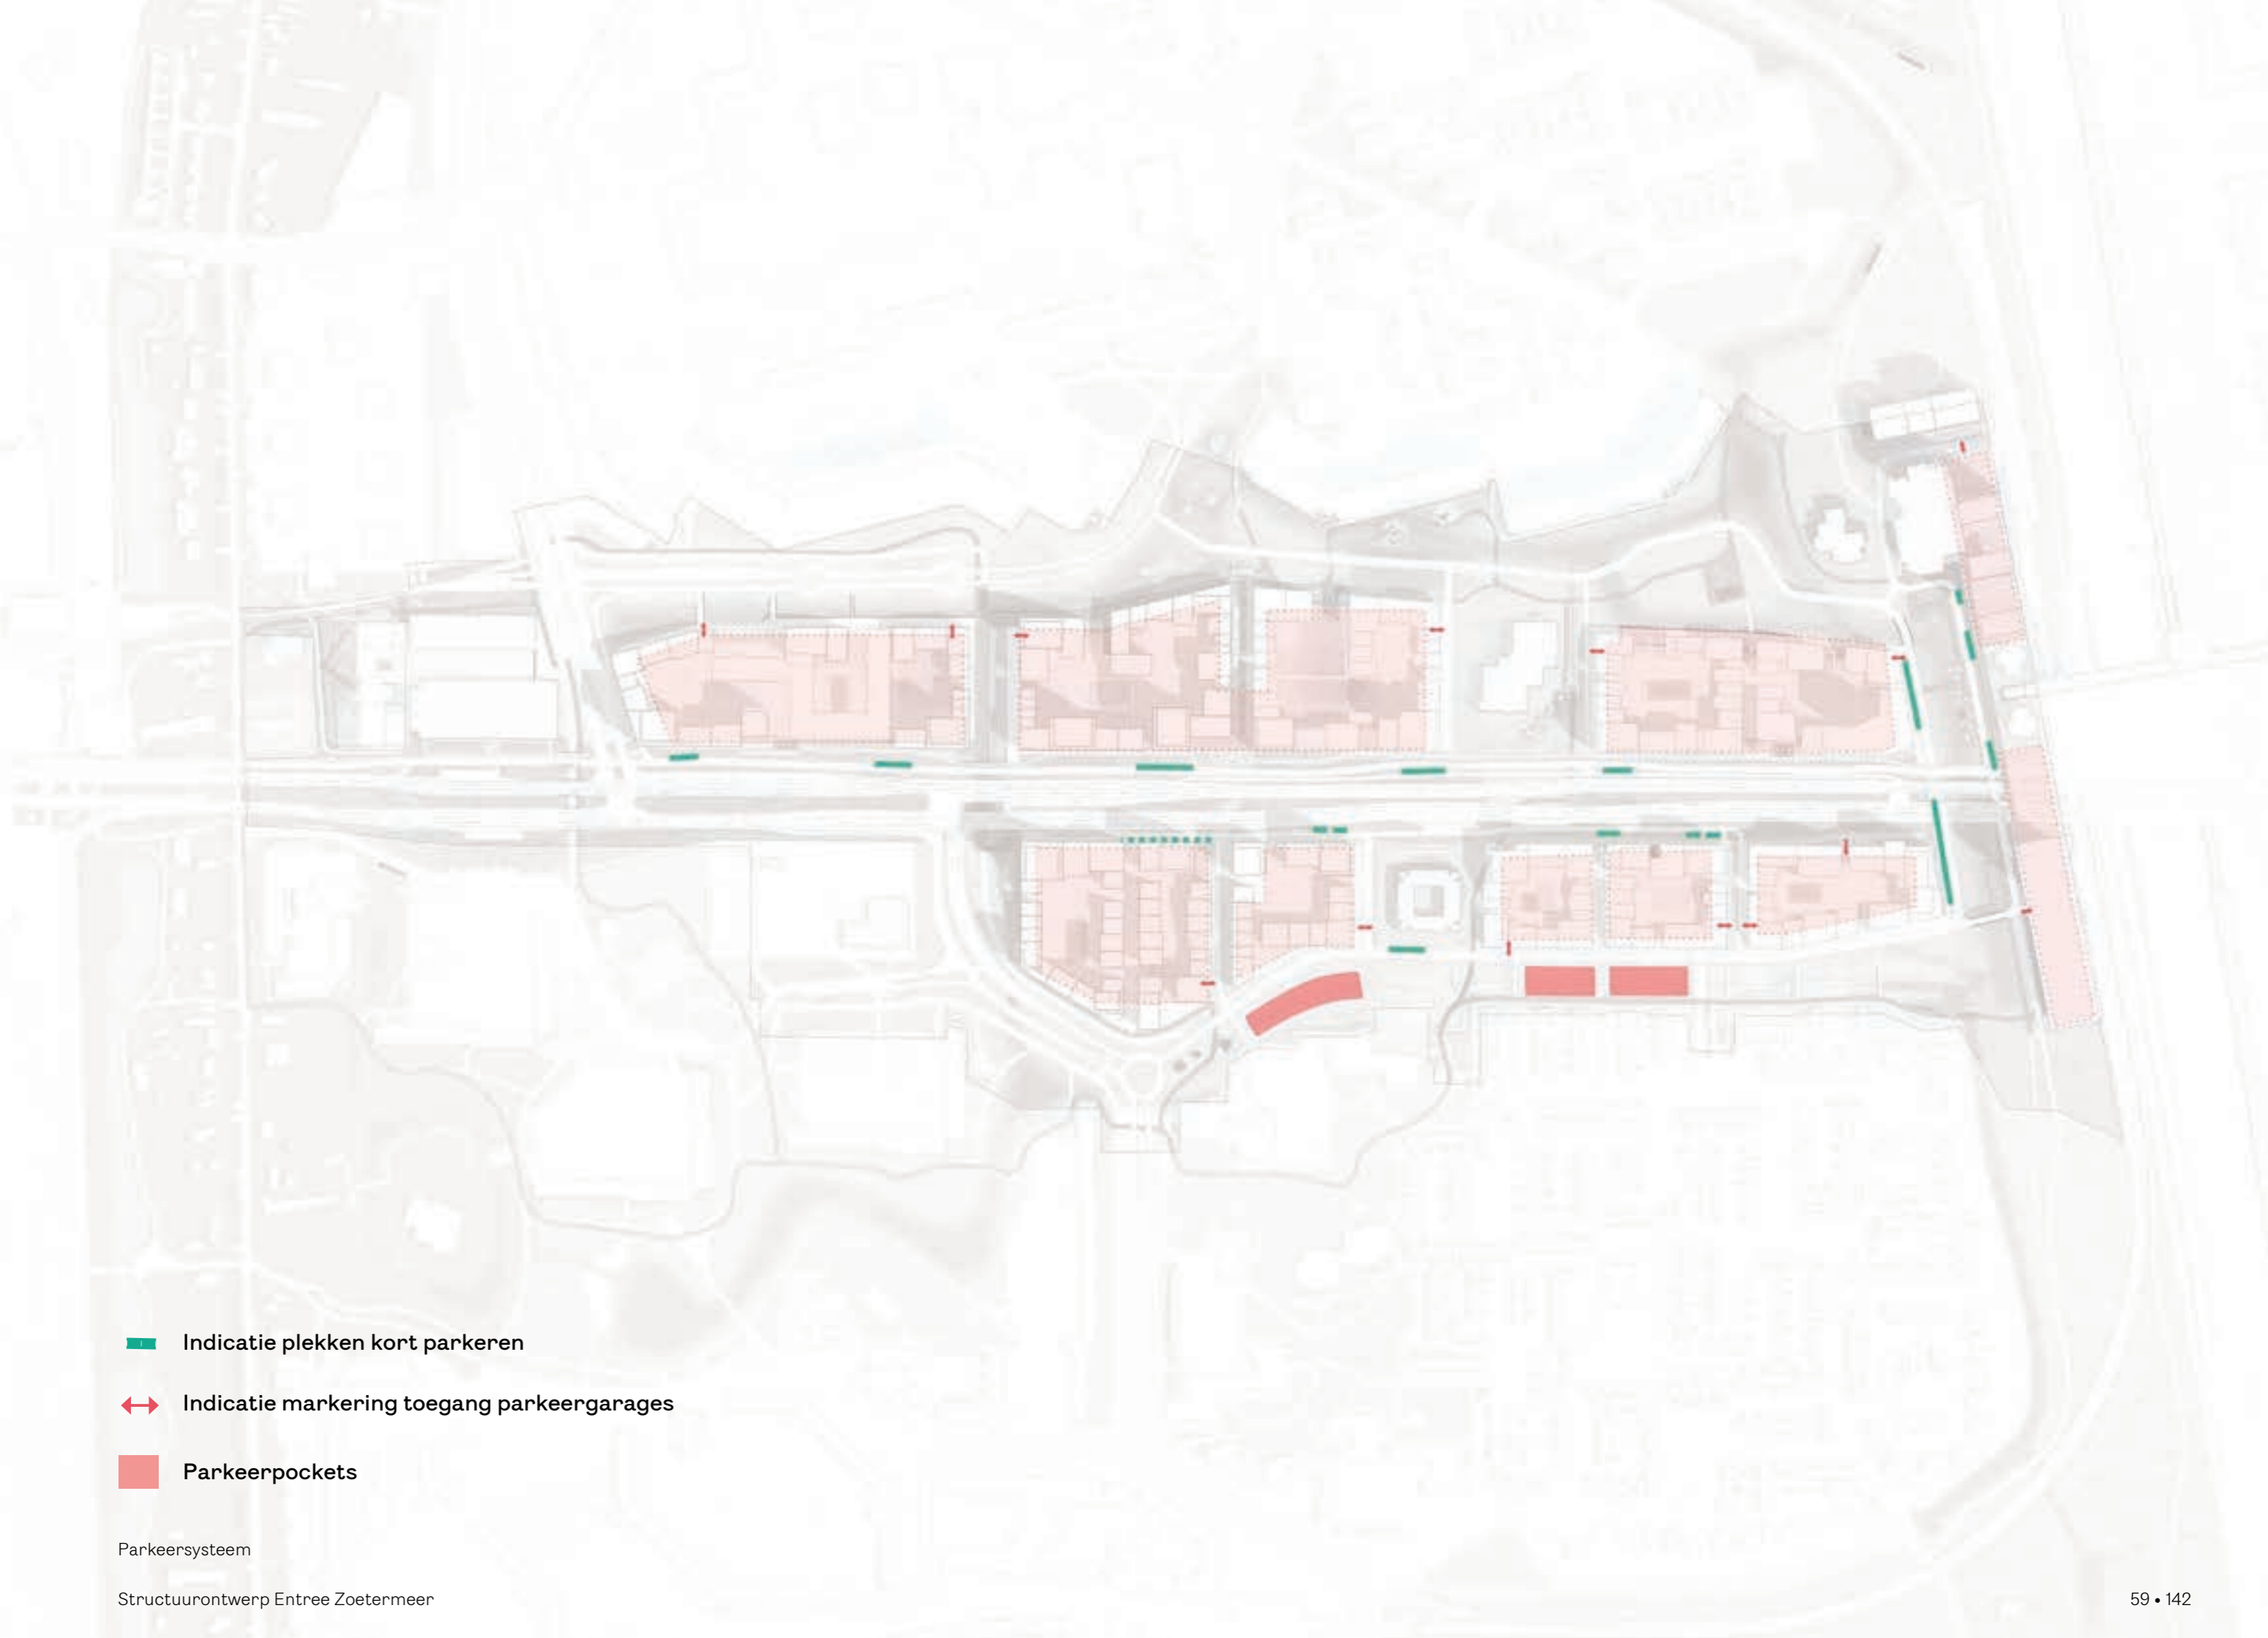 Indicatie plekken kort parkeren
Indicatie markering toegang parkeergarages
Parkeerpockets
Parkeersysteem
Structuurontwerp Entree Zoetermeer
59 • 142